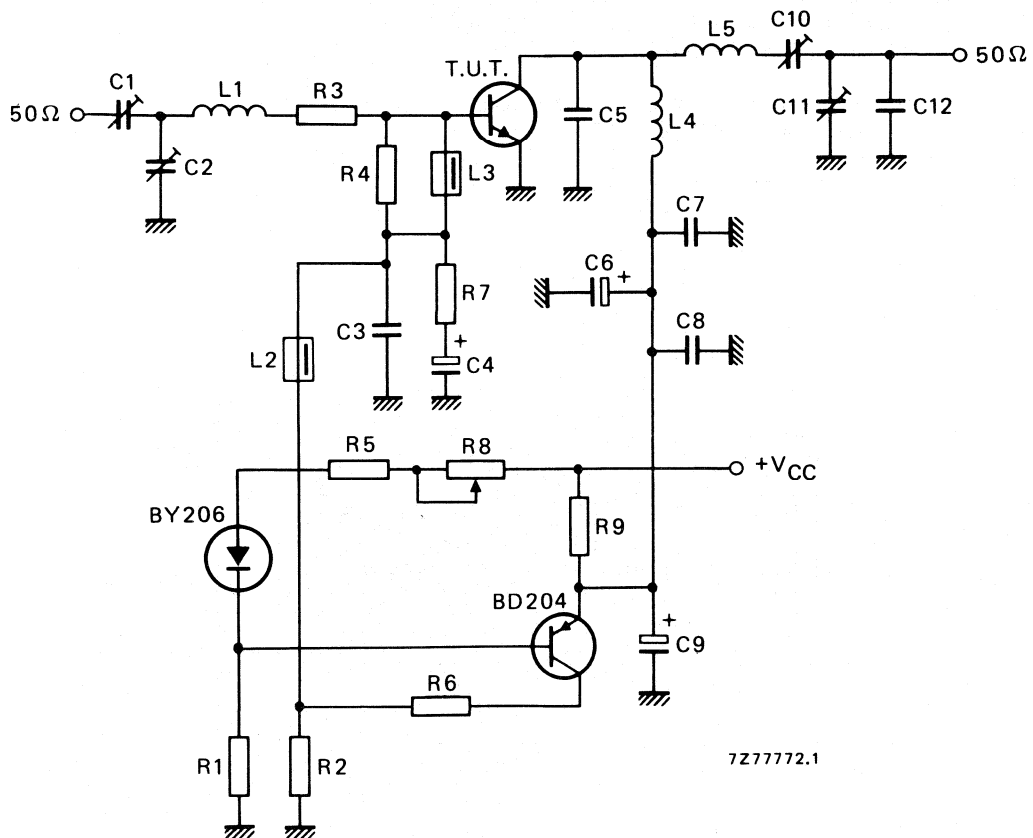 C10
L5
50Ω
T.U.T.
C1
L1
R3
50Ω
C5
L4
C11
C12
C2
R4
L3
C7
C6
+
R7
C3
+
C8
L2
C4
R5
R8
+VCC
BY206
R9
BD204
+
C9
R6
R1
R2
7Z77772.1